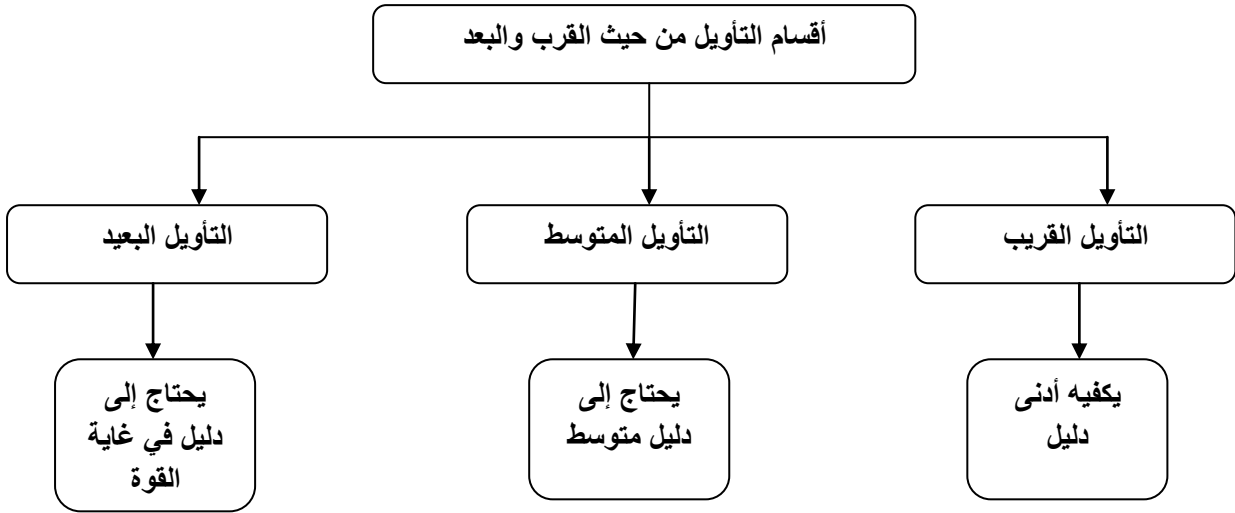 أقسام التأويل من حيث القرب والبعد
التأويل القريب
التأويل المتوسط
التأويل البعيد
يكفيه أدنى
دليل
يحتاج إلى
دليل متوسط
يحتاج إلى
دليل في غاية
القوة